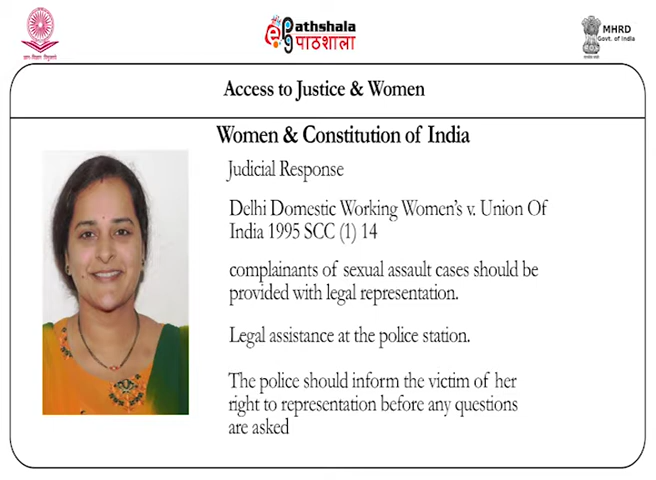 ePathshala
पाठशाला
MHRD
Govt. of India
Access to Justice & Women
Women & Constitution of India
Judicial Response
Delhi Domestic Working Women's v. Union Of
India 1995 SCC (1) 14
complainants of sexual assault cases should be
provided with legal representation.
Legal assistance at the police station.
The police should inform the victim of her
right to representation before any questions
are asked